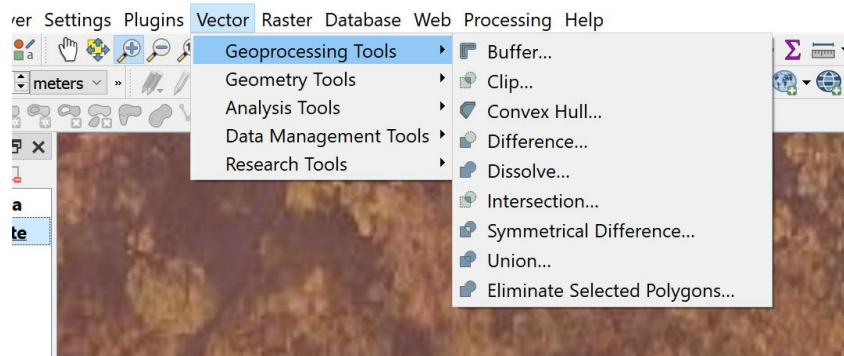 ver Settings Plugins Vector Raster Database Web Processing Help
a
meters
Geoprocessing Tools
Geometry Tools
Analysis Tools
Data Management Tools
Research Tools
Buffer...
Clip...
Convex Hull...
Difference...
Dissolve...
Intersection...
Symmetrical Difference...
Union...
Eliminate Selected Polygons...
a
te